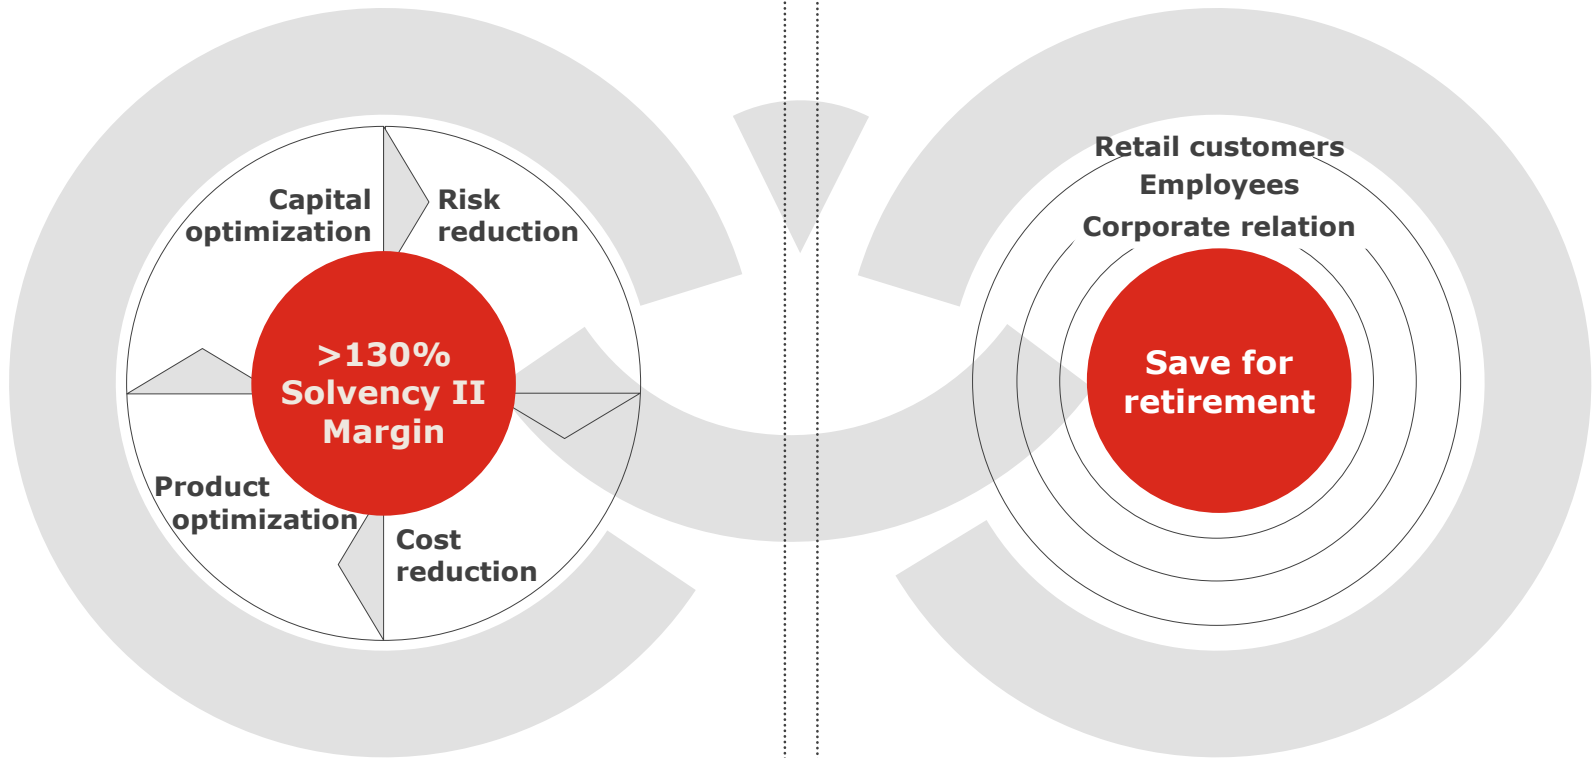 Capital
optimization
Risk
reduction
>130%
Solvency II
Margin
Product
optimization
Cost
reduction
Retail customers
Employees
Corporate relation
Save for
retirement